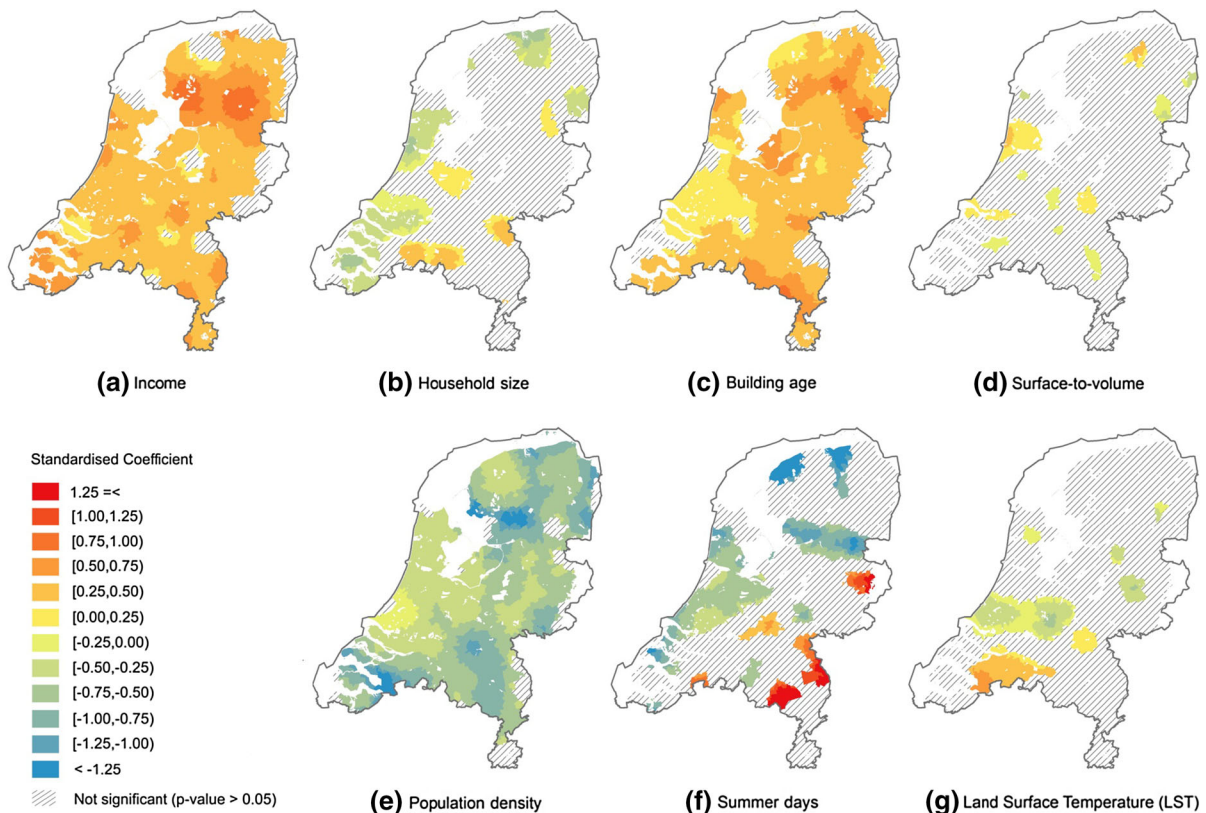 (a) Income
(b) Household size
(c) Building age
(d) Surface-to-volume
Standardised Coefficient
1.25 =<
[1.00,1.25)
[0.75,1.00)
[0.50,0.75)
[0.25,0.50)
[0.00,0.25)
[-0.25,0.00)
[-0.50,-0.25)
[-0.75,-0.50)
[-1.00,-0.75)
[-1.25,-1.00)
< -1.25
Not significant (p-value > 0.05)
(e) Population density
(f) Summer days
(g) Land Surface Temperature (LST)